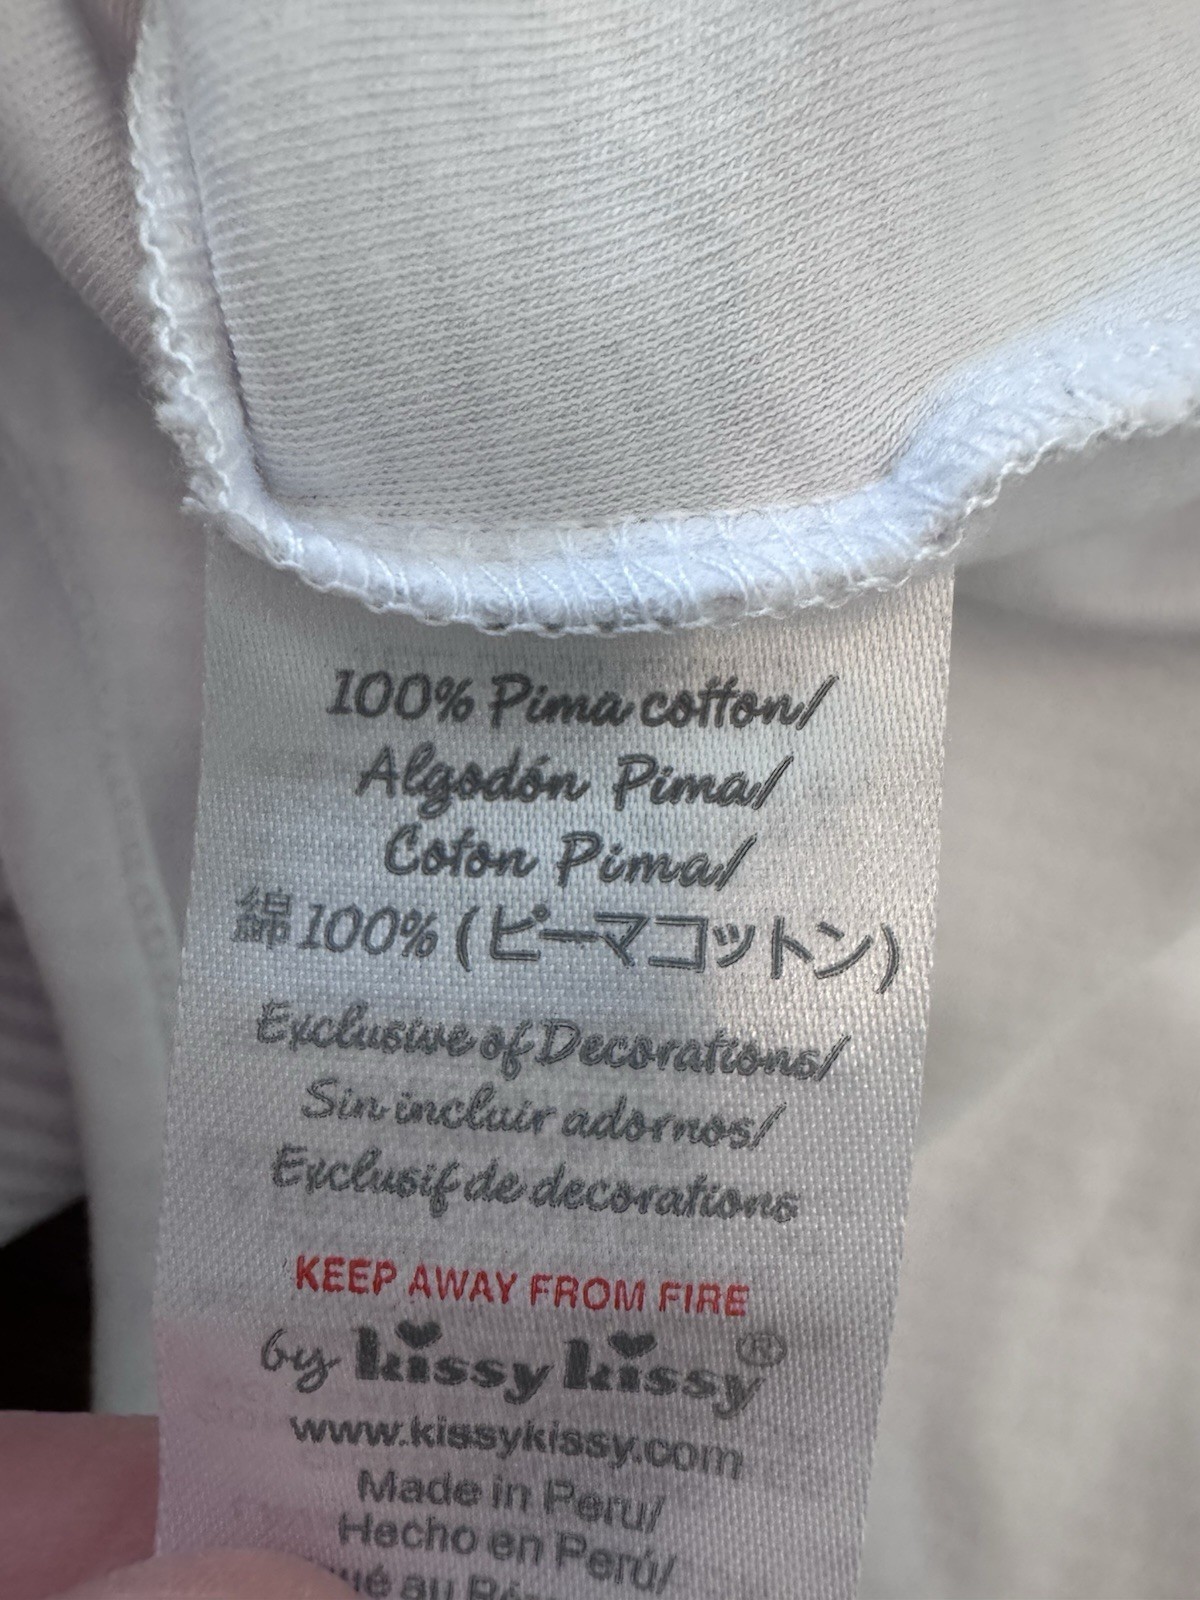 100% Pima cotton/
Algodón Pima/
Coton Pima/
綿100% (ピーマコットン)
Exclusive of Decorations/
Sin incluir adornos/
Exclusif de decorations
KEEP AWAY FROM FIRE
by kissy kissy®
www.kissykissy.com
Made in Peru/
Hecho en Perú/
au